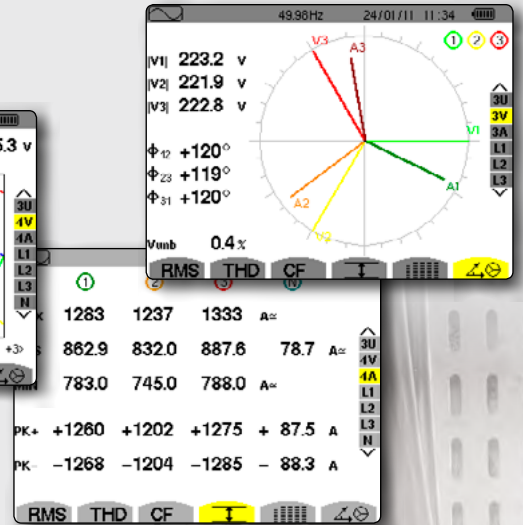 49.98Hz 24/01/11 11:34
V3 A3 1 2 3
|V1| 223.2 v
|V2| 221.9 v
|V3| 222.8 v
V1
A1
A2
V2
Φ12 +120°
Φ23 +119°
Φ31 +120°
Vunb 0.4%
3U
3V
3A
L1
L2
L3
RMS THD CF
5.3 v
3U
4V
4A
L1
L2
L3
N
+3>
1 2 3 N
1283 1237 1333 A≃
862.9 832.0 887.6 78.7 A≃
MIN 783.0 745.0 788.0 A≃
PK+ +1260 +1202 +1275 + 87.5 A
PK- -1268 -1204 -1285 - 88.3 A
3U
4V
4A
L1
L2
L3
N
RMS THD CF